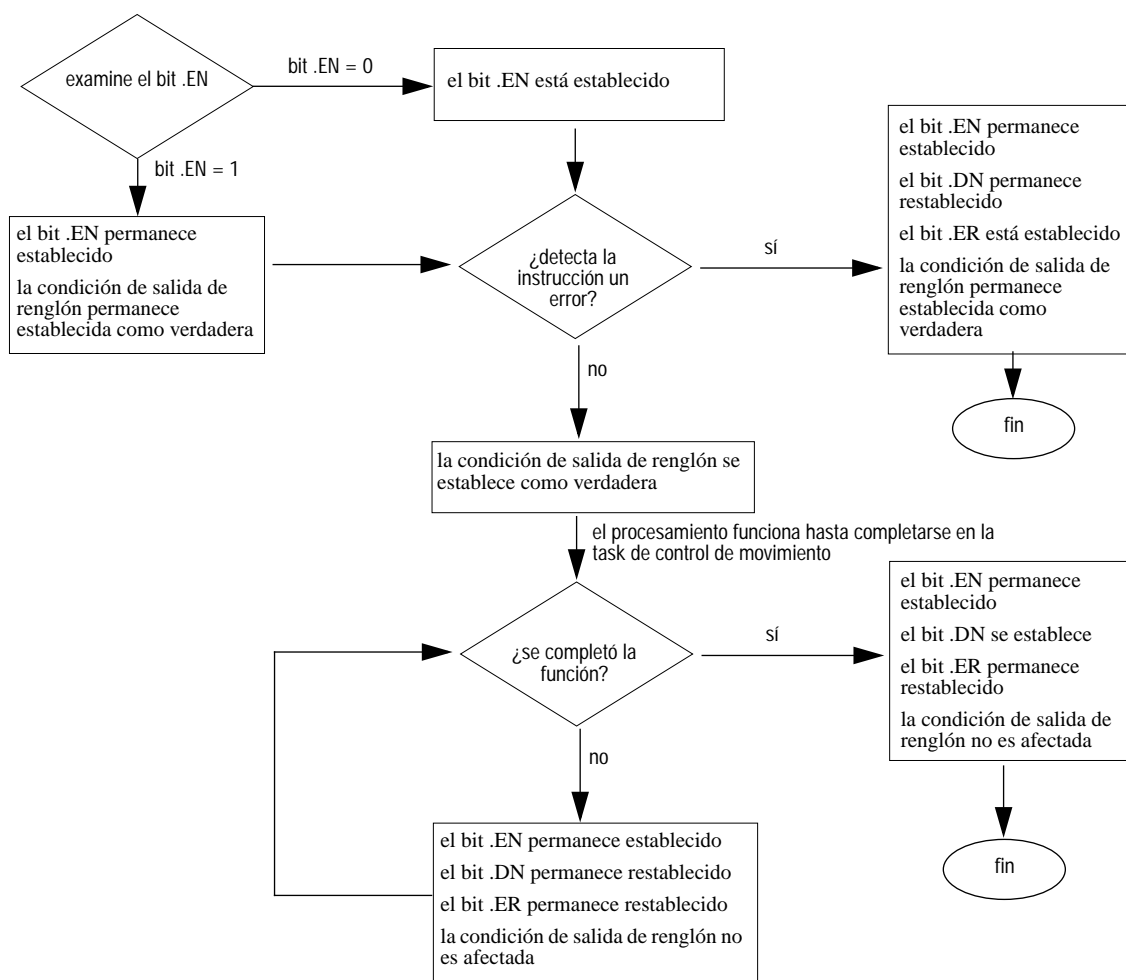 examine el bit .EN
bit .EN = 0
el bit .EN está establecido
bit .EN = 1
el bit .EN permanece
establecido
la condición de salida de
renglón permanece
establecida como verdadera
¿detecta la
instrucción un
error?
sí
el bit .EN permanece
establecido
el bit .DN permanece
restablecido
el bit .ER está establecido
la condición de salida de
renglón permanece
establecida como
verdadera
fin
no
la condición de salida de renglón se
establece como verdadera
el procesamiento funciona hasta completarse en la
task de control de movimiento
¿se completó la
función?
sí
el bit .EN permanece
establecido
el bit .DN se establece
el bit .ER permanece
restablecido
la condición de salida de
renglón no es afectada
fin
no
el bit .EN permanece establecido
el bit .DN permanece restablecido
el bit .ER permanece restablecido
la condición de salida de renglón no
es afectada